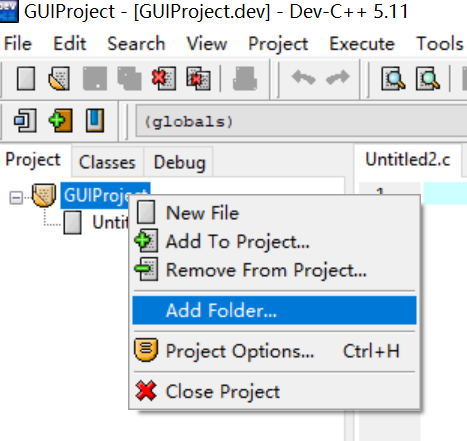 GUIProject - [GUIProject.dev] - Dev-C++ 5.11
File Edit Search View Project Execute Tools
(globals)
Project Classes Debug
Untitled2.c
1
GUIProject
New File
Add To Project...
Remove From Project...
Add Folder...
Project Options... Ctrl+H
Close Project